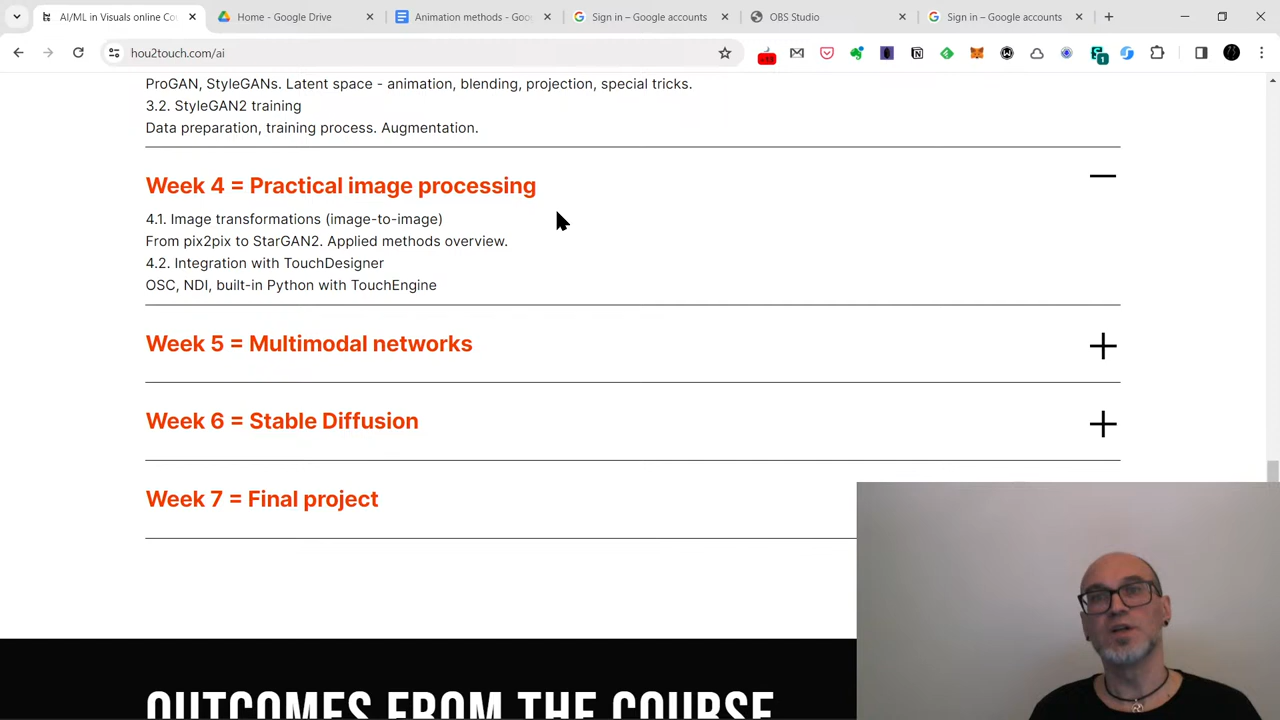 AI/ML in Visuals online Co
Home - Google Drive
Animation methods - Goo
Sign in – Google accounts
OBS Studio
Sign in – Google accounts
hou2touch.com/ai
ProGAN, StyleGANs. Latent space - animation, blending, projection, special tricks.
3.2. StyleGAN2 training
Data preparation, training process. Augmentation.
Week 4 = Practical image processing
4.1. Image transformations (image-to-image)
From pix2pix to StarGAN2. Applied methods overview.
4.2. Integration with TouchDesigner
OSC, NDI, built-in Python with TouchEngine
Week 5 = Multimodal networks
Week 6 = Stable Diffusion
Week 7 = Final project
OUTCOMES FROM THE COURSE